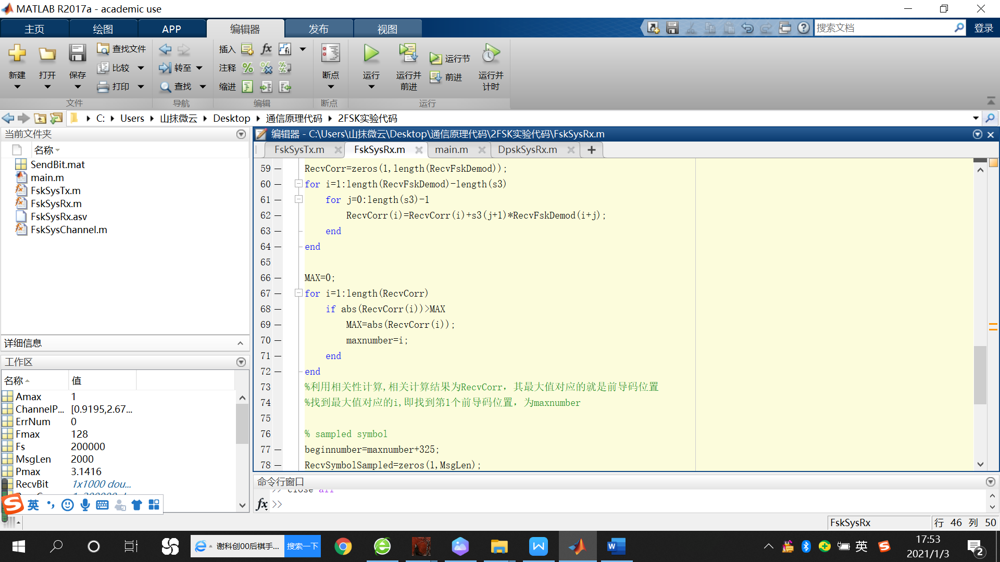 MATLAB R2017a - academic use
主页 绘图 APP 编辑器 发布 视图 搜索文档 登录
新建 打开 保存 查找文件 比较 打印 转至 查找 插入 fx fi 注释 缩进 断点 运行 运行并前进 运行节 前进 运行并计时
文件 导航 编辑 断点 运行
C: Users 山抹微云 Desktop 通信原理代码 2FSK实验代码
当前文件夹
名称
SendBit.mat
main.m
FskSysTx.m
FskSysRx.m
FskSysRx.asv
FskSysChannel.m
详细信息
工作区
名称 值
Amax 1
ChannelP... [0.9195,2.67...
ErrNum 0
Fmax 128
Fs 200000
MsgLen 2000
Pmax 3.1416
RecvBit 1x1000 dou...
编辑器 - C:\Users\山抹微云\Desktop\通信原理代码\2FSK实验代码\FskSysRx.m
FskSysTx.m FskSysRx.m main.m DpskSysRx.m
59 RecvCorr=zeros(1,length(RecvFskDemod));
60 for i=1:length(RecvFskDemod)-length(s3)
61 for j=0:length(s3)-1
62 RecvCorr(i)=RecvCorr(i)+s3(j+1)*RecvFskDemod(i+j);
63 end
64 end
65
66 MAX=0;
67 for i=1:length(RecvCorr)
68 if abs(RecvCorr(i))>MAX
69 MAX=abs(RecvCorr(i));
70 maxnumber=i;
71 end
72 end
73 %利用相关性计算,相关计算结果为RecvCorr，其最大值对应的就是前导码位置
74 %找到最大值对应的i,即找到第1个前导码位置，为maxnumber
75
76 % sampled symbol
77 beginnumber=maxnumber+325;
78 RecvSymbolSampled=zeros(1,MsgLen);
命令行窗口
>> close all
fx >>
英
FskSysRx 行 46 列 50
谢科创00后棋手... 搜索一下
英 17:53
2021/1/3
2